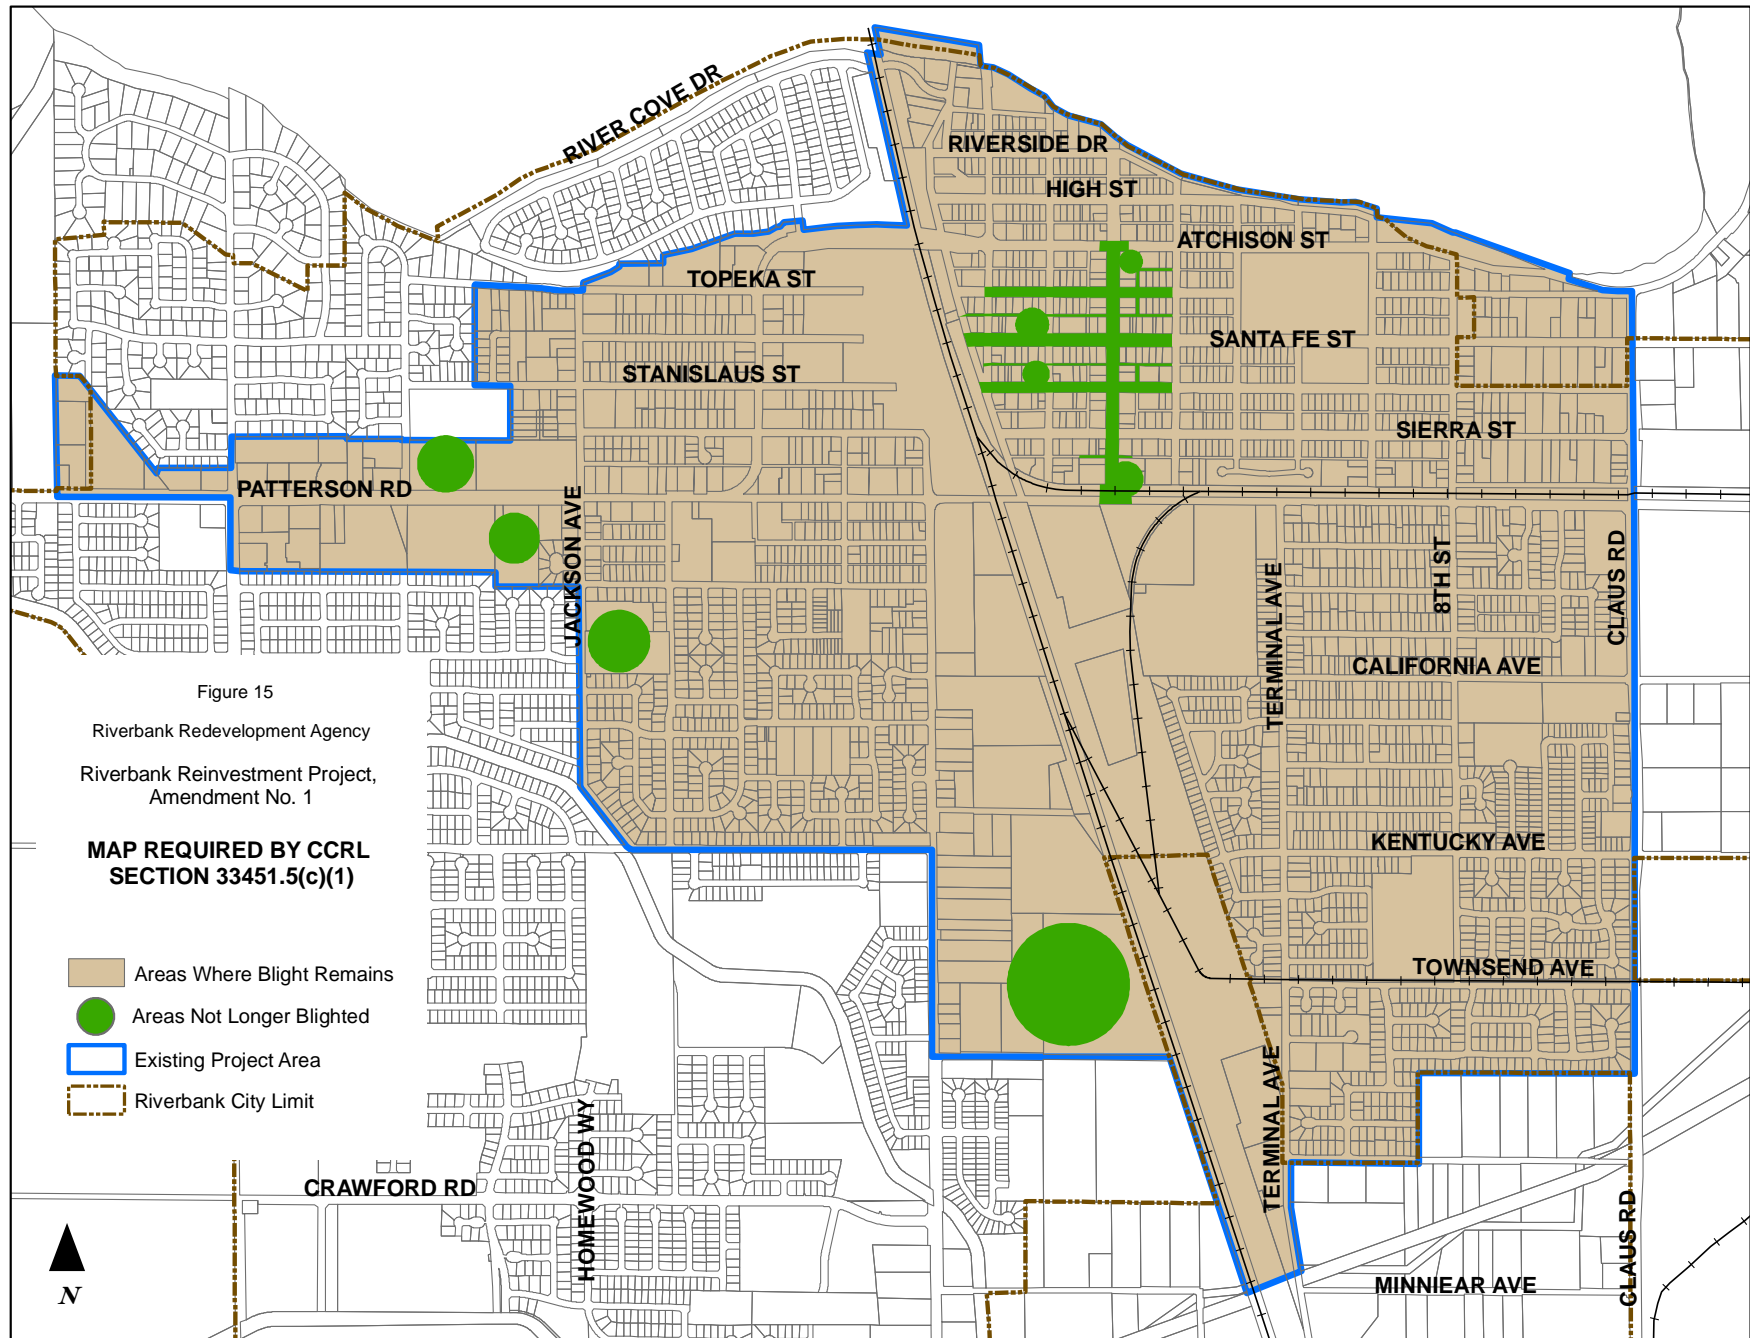 RIVER COVE DR
RIVERSIDE DR
HIGH ST
ATCHISON ST
TOPEKA ST
SANTA FE ST
STANISLAUS ST
SIERRA ST
PATTERSON RD
JACKSON AVE
TERMINAL AVE
8TH ST
CLAUS RD
CALIFORNIA AVE
Figure 15
Riverbank Redevelopment Agency
Riverbank Reinvestment Project,
Amendment No. 1
MAP REQUIRED BY CCRL
SECTION 33451.5(c)(1)
KENTUCKY AVE
Areas Where Blight Remains
Areas Not Longer Blighted
Existing Project Area
Riverbank City Limit
TOWNSEND AVE
TERMINAL AVE
HOMEWOOD WY
CRAWFORD RD
CLAUS RD
MINNIEAR AVE
N